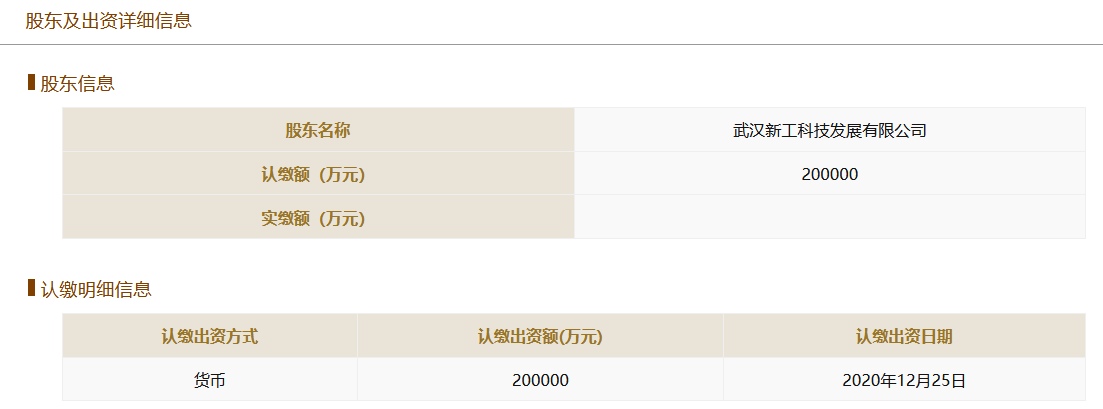 股东及出资详细信息
股东信息
股东名称 武汉新工科技发展有限公司
认缴额（万元） 200000
实缴额（万元）
认缴明细信息
认缴出资方式 认缴出资额(万元) 认缴出资日期
货币 200000 2020年12月25日